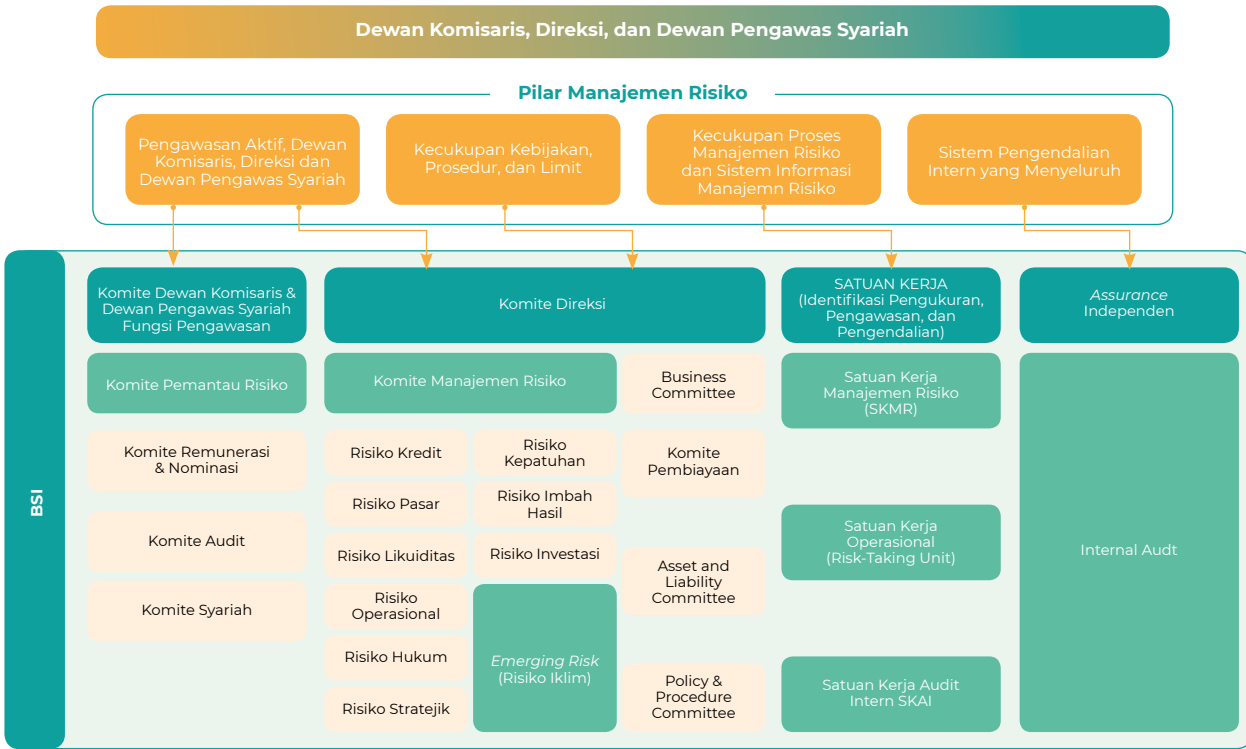 Dewan Komisaris, Direksi, dan Dewan Pengawas Syariah
Pilar Manajemen Risiko
Pengawasan Aktif, Dewan
Komisaris, Direksi dan
Dewan Pengawas Syariah
Kecukupan Kebijakan,
Prosedur, dan Limit
Kecukupan Proses
Manajemen Risiko
dan Sistem Informasi
Manajemn Risiko
Sistem Pengendalian
Intern yang Menyeluruh
BSI
Komite Dewan Komisaris &
Dewan Pengawas Syariah
Fungsi Pengawasan
Komite Direksi
SATUAN KERJA
(Identifikasi Pengukuran,
Pengawasan, dan
Pengendalian)
Assurance
Independen
Komite Pemantau Risiko
Komite Remunerasi
& Nominasi
Komite Audit
Komite Syariah
Komite Manajemen Risiko
Risiko Kredit
Risiko Pasar
Risiko Likuiditas
Risiko
Operasional
Risiko Hukum
Risiko Stratejik
Risiko
Kepatuhan
Risiko Imbah
Hasil
Risiko Investasi
Emerging Risk
(Risiko Iklim)
Business
Committee
Komite
Pembiayaan
Asset and
Liability
Committee
Policy &
Procedure
Committee
Satuan Kerja
Manajemen Risiko
(SKMR)
Satuan Kerja
Operasional
(Risk-Taking Unit)
Satuan Kerja Audit
Intern SKAI
Internal Audt